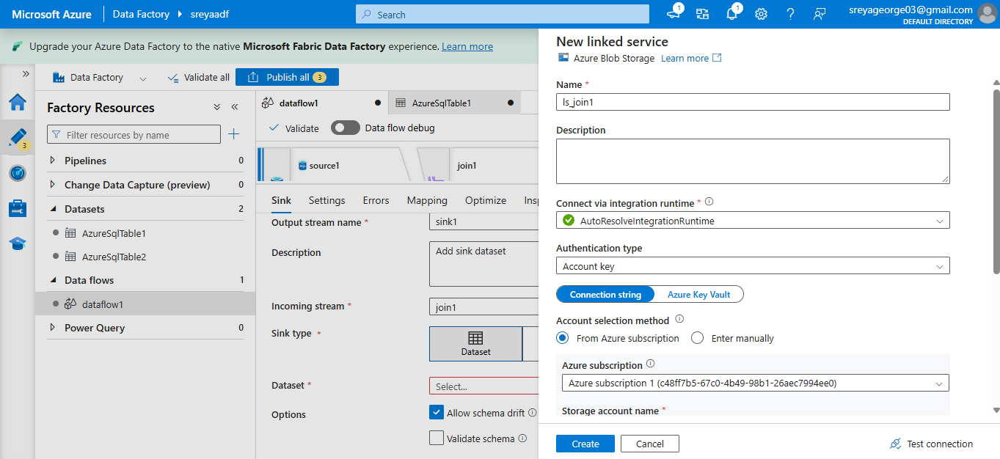 Microsoft Azure
Data Factory
sreyaadf
Search
1
1
sreyageorge03@gmail.com
DEFAULT DIRECTORY
Upgrade your Azure Data Factory to the native Microsoft Fabric Data Factory experience. Learn more
Data Factory
Validate all
Publish all 3
3
Factory Resources
Filter resources by name
Pipelines 0
Change Data Capture (preview) 0
Datasets 2
AzureSqlTable1
AzureSqlTable2
Data flows 1
dataflow1
Power Query 0
dataflow1
AzureSqlTable1
Validate
Data flow debug
source1
join1
Sink Settings Errors Mapping Optimize Insp
Output stream name * sink1
Description Add sink dataset
Incoming stream * join1
Sink type *
Dataset
Dataset * Select...
Options
Allow schema drift
Validate schema
New linked service
Azure Blob Storage Learn more
Name *
ls_join1
Description
Connect via integration runtime *
AutoResolveIntegrationRuntime
Authentication type
Account key
Connection string Azure Key Vault
Account selection method
From Azure subscription Enter manually
Azure subscription
Azure subscription 1 (c48ff7b5-67c0-4b49-98b1-26aec7994ee0)
Storage account name *
Create Cancel Test connection